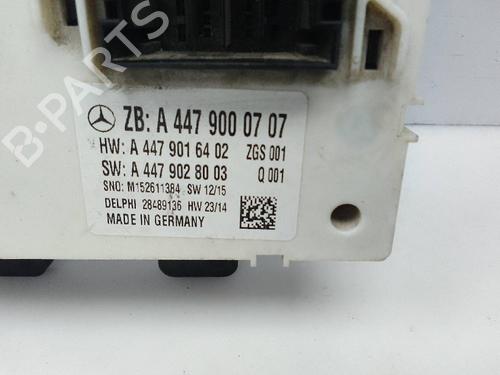 B-PARTS
ZB: A 447 900 07 07
HW: A 447 901 64 02 ZGS 001
SW: A 447 902 80 03 Q 001
SNO: M152611384 SW 12/15
DELPHI 28489136 HW 23/14
MADE IN GERMANY